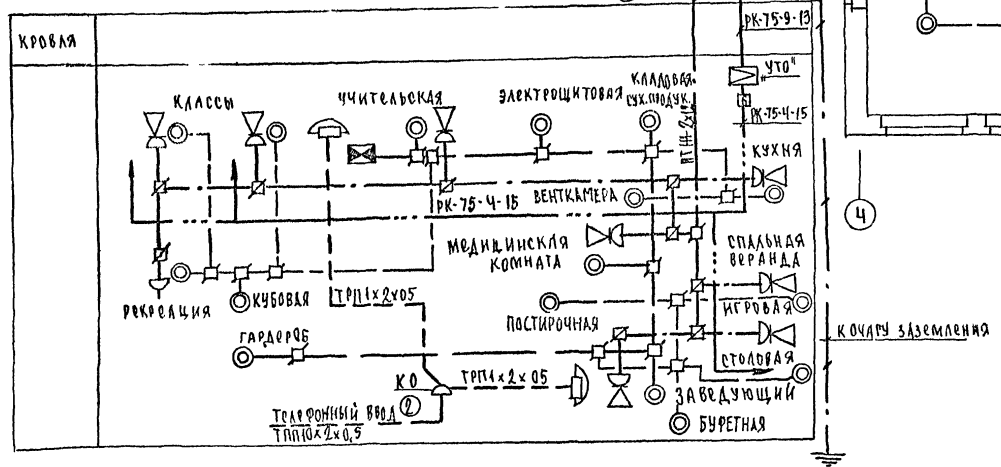 КРОВЛЯ
РК-75-9-13
"УТО"
КЛАССЫ
УЧИТЕЛЬСКАЯ
ЭЛЕКТРОЩИТОВАЯ
КЛАДОВАЯ
СУХ. ПРОДУК.
РК-75-4-15
КУХНЯ
РК-75-4-15
ВЕНТКАМЕРА
4
МЕДИЦИНСКАЯ
КОМНАТА
СПАЛЬНАЯ
ВЕРАНДА
РЕКРЕАЦИЯ
КУБОВАЯ
ТРП1х2х05
ПОСТИРОЧНАЯ
ИГРОВАЯ
ГАРДЕРОБ
К ОЧАГУ ЗАЗЕМЛЕНИЯ
СТОЛОВАЯ
КО
ТРП1х2х05
ЗАВЕДУЮЩИЙ
ТЕЛЕФОННЫЙ ВВОД 2
ТПП10х2х0,5
БУФЕТНАЯ